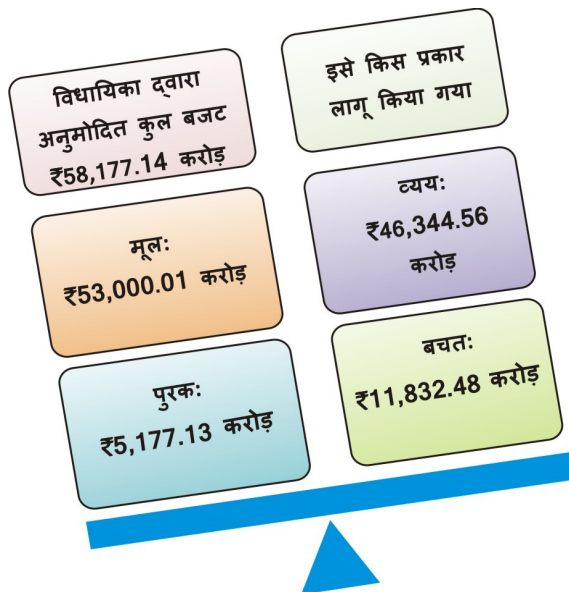 विधायिका द्वारा
अनुमोदित कुल बजट
₹58,177.14 करोड़
मूल:
₹53,000.01 करोड़
पुरक:
₹5,177.13 करोड़
इसे किस प्रकार
लागू किया गया
व्यय:
₹46,344.56
करोड़
बचत:
₹11,832.48 करोड़